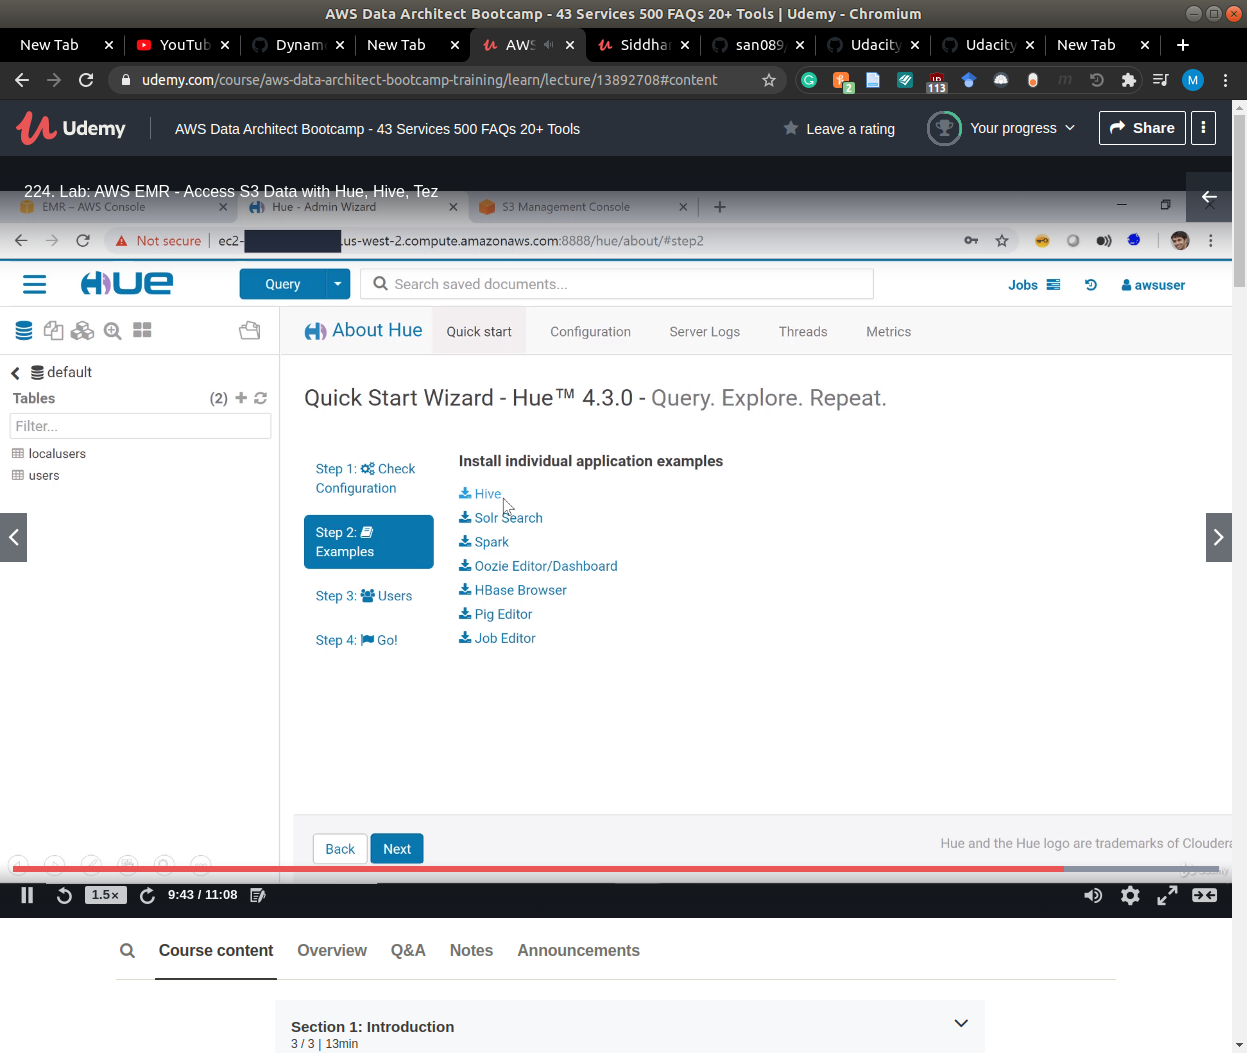 AWS Data Architect Bootcamp - 43 Services 500 FAQs 20+ Tools | Udemy - Chromium
New Tab YouTub Dynam New Tab AWS Siddhar san089 Udacity Udacity New Tab
udemy.com/course/aws-data-architect-bootcamp-training/learn/lecture/13892708#content
2
113
M
Udemy AWS Data Architect Bootcamp - 43 Services 500 FAQs 20+ Tools Leave a rating Your progress Share
224. Lab: AWS EMR - Access S3 Data with Hue, Hive, Tez
EMR – AWS Console Hue - Admin Wizard S3 Management Console
Not secure ec2- .us-west-2.compute.amazonaws.com:8888/hue/about/#step2
HUE Query Search saved documents... Jobs awsuser
About Hue Quick start Configuration Server Logs Threads Metrics
default
Tables (2)
Filter...
localusers
users
Quick Start Wizard - Hue™ 4.3.0 - Query. Explore. Repeat.
Step 1: Check
Configuration
Step 2:
Examples
Step 3: Users
Step 4: Go!
Install individual application examples
Hive
Solr Search
Spark
Oozie Editor/Dashboard
HBase Browser
Pig Editor
Job Editor
Back Next
Hue and the Hue logo are trademarks of Cloudera
1.5× 9:43 / 11:08
Course content Overview Q&A Notes Announcements
Section 1: Introduction
3 / 3 | 13min